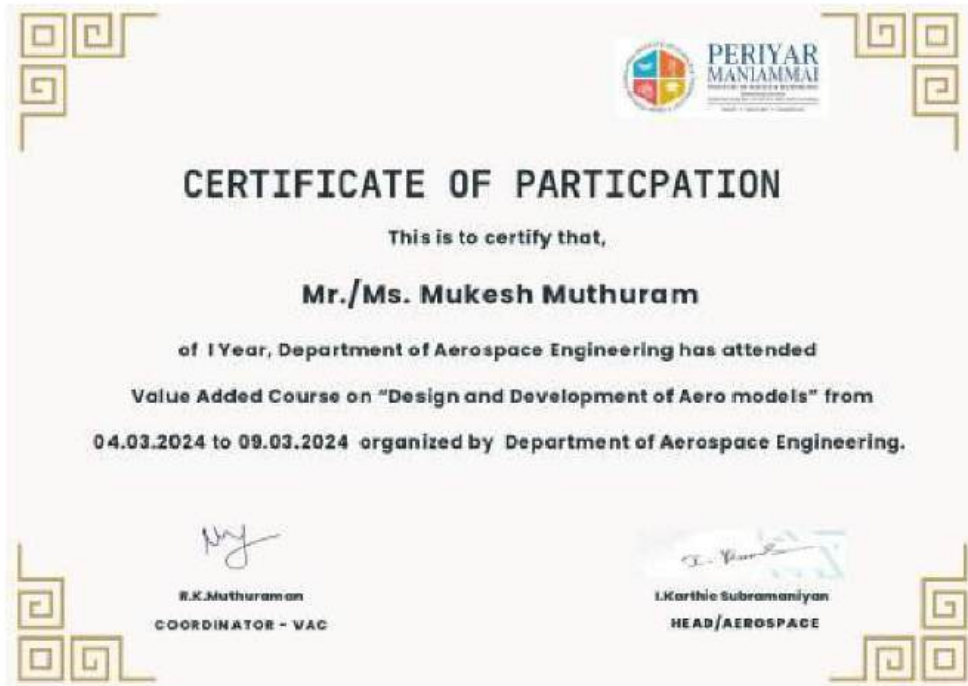 PERIYAR
MANIAMMAI
CERTIFICATE OF PARTICPATION
This is to certify that,
Mr./Ms. Mukesh Muthuram
of I Year, Department of Aerospace Engineering has attended
Value Added Course on "Design and Development of Aero models" from
04.03.2024 to 09.03.2024 organized by Department of Aerospace Engineering.
R.K.Muthuraman
I.Karthie Subramaniyan
COORDINATOR - VAC
HEAD/AEROSPACE